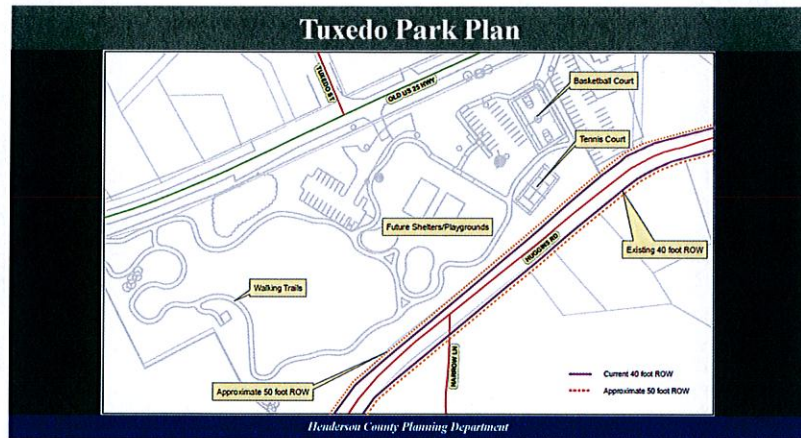 Tuxedo Park Plan
TUXEDO ST
OLD US 25 HWY
Basketball Court
Tennis Court
Future Shelters/Playgrounds
HUGGINS RD
Existing 40 foot ROW
Walking Trails
NARROW LN
Approximate 50 foot ROW
Current 40 foot ROW
Approximate 50 foot ROW
Henderson County Planning Department